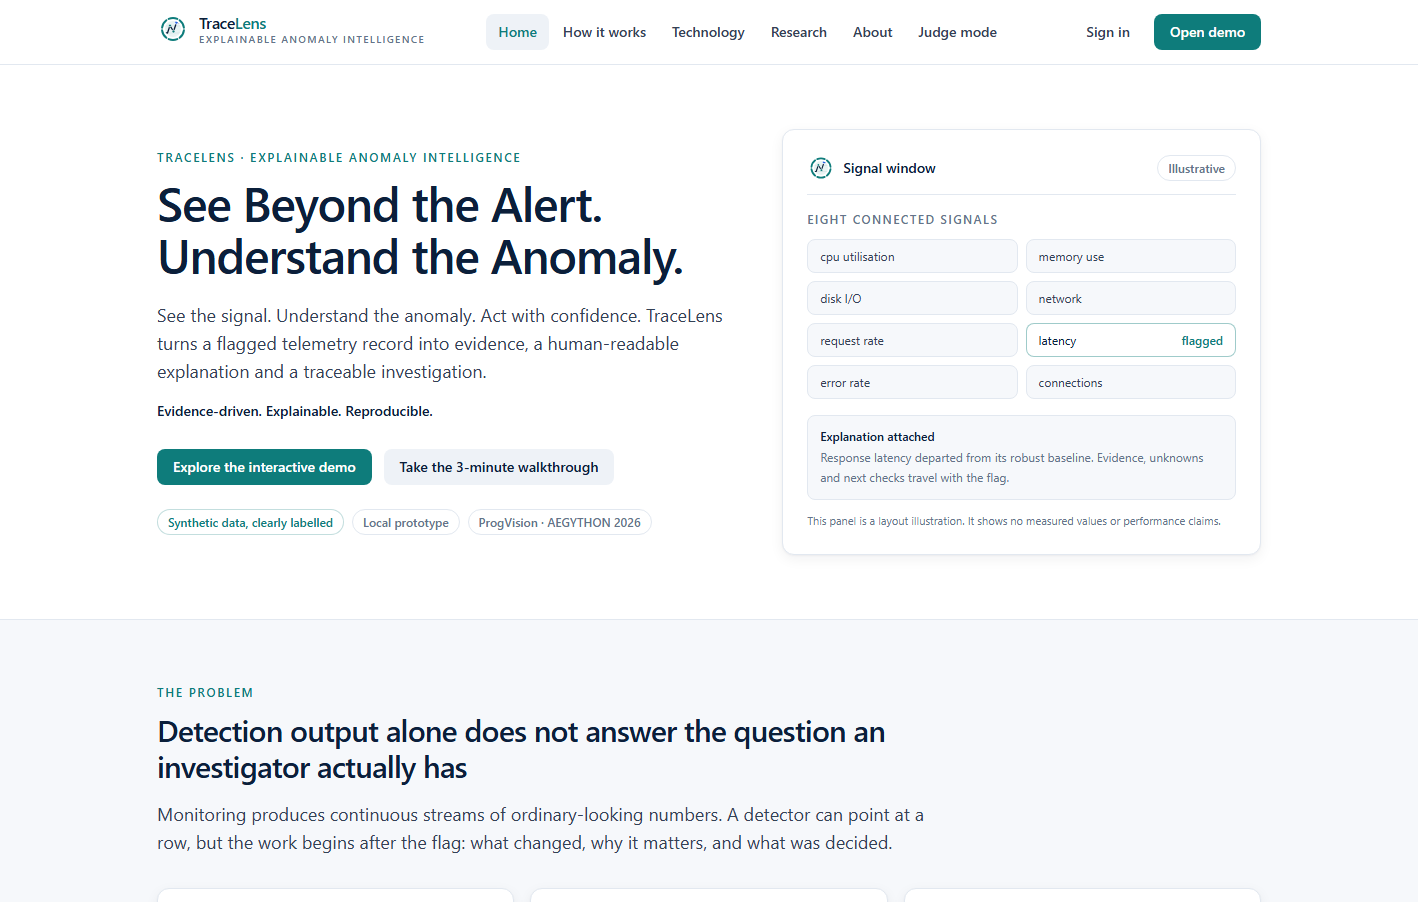 TraceLens
EXPLAINABLE ANOMALY INTELLIGENCE
Home
How it works
Technology
Research
About
Judge mode
Sign in
Open demo
TRACELENS · EXPLAINABLE ANOMALY INTELLIGENCE
See Beyond the Alert.
Understand the Anomaly.
See the signal. Understand the anomaly. Act with confidence. TraceLens
turns a flagged telemetry record into evidence, a human-readable
explanation and a traceable investigation.
Evidence-driven. Explainable. Reproducible.
Explore the interactive demo
Take the 3-minute walkthrough
Synthetic data, clearly labelled
Local prototype
ProgVision · AEGYTHON 2026
Signal window
Illustrative
EIGHT CONNECTED SIGNALS
cpu utilisation
memory use
disk I/O
network
request rate
latency
flagged
error rate
connections
Explanation attached
Response latency departed from its robust baseline. Evidence, unknowns
and next checks travel with the flag.
This panel is a layout illustration. It shows no measured values or performance claims.
THE PROBLEM
Detection output alone does not answer the question an
investigator actually has
Monitoring produces continuous streams of ordinary-looking numbers. A detector can point at a
row, but the work begins after the flag: what changed, why it matters, and what was decided.